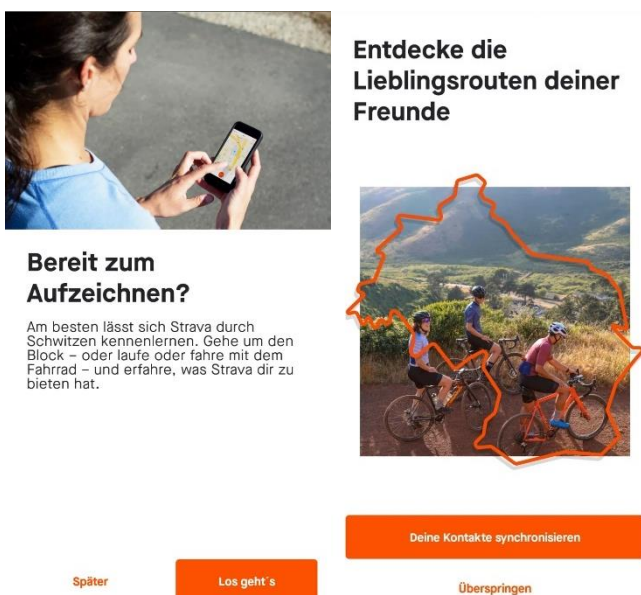 Bereit zum
Aufzeichnen?
Am besten lässt sich Strava durch
Schwitzen kennenlernen. Gehe um den
Block – oder laufe oder fahre mit dem
Fahrrad – und erfahre, was Strava dir zu
bieten hat.
Später
Los geht´s
Entdecke die
Lieblingsrouten deiner
Freunde
Deine Kontakte synchronisieren
Überspringen